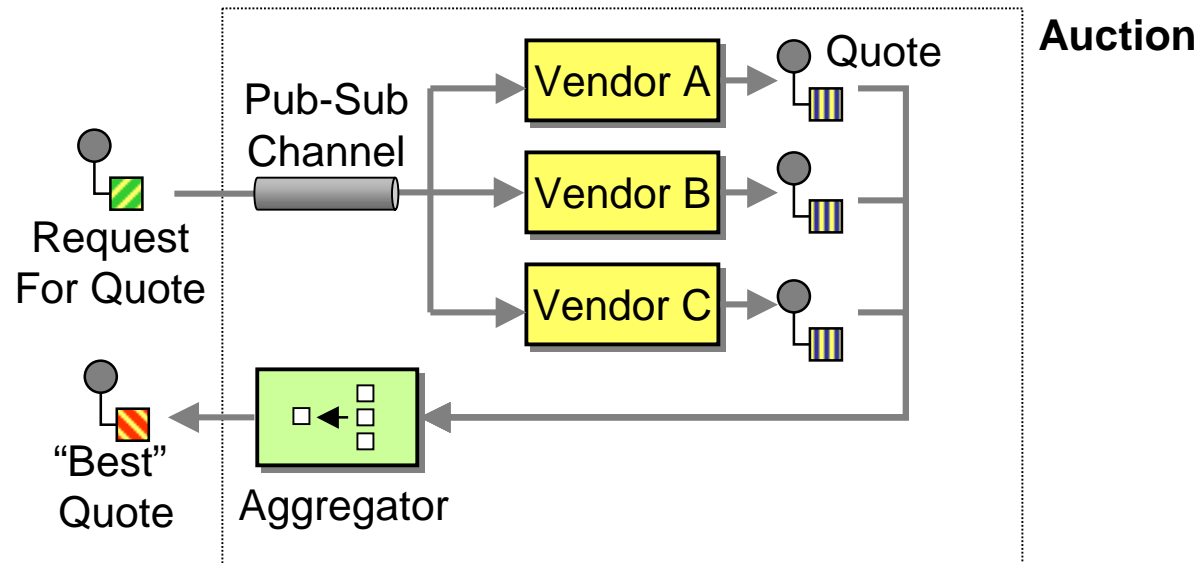 Auction
Quote
Vendor A
Pub-Sub
Channel
Vendor B
Request
For Quote
Vendor C
“Best”
Quote
Aggregator